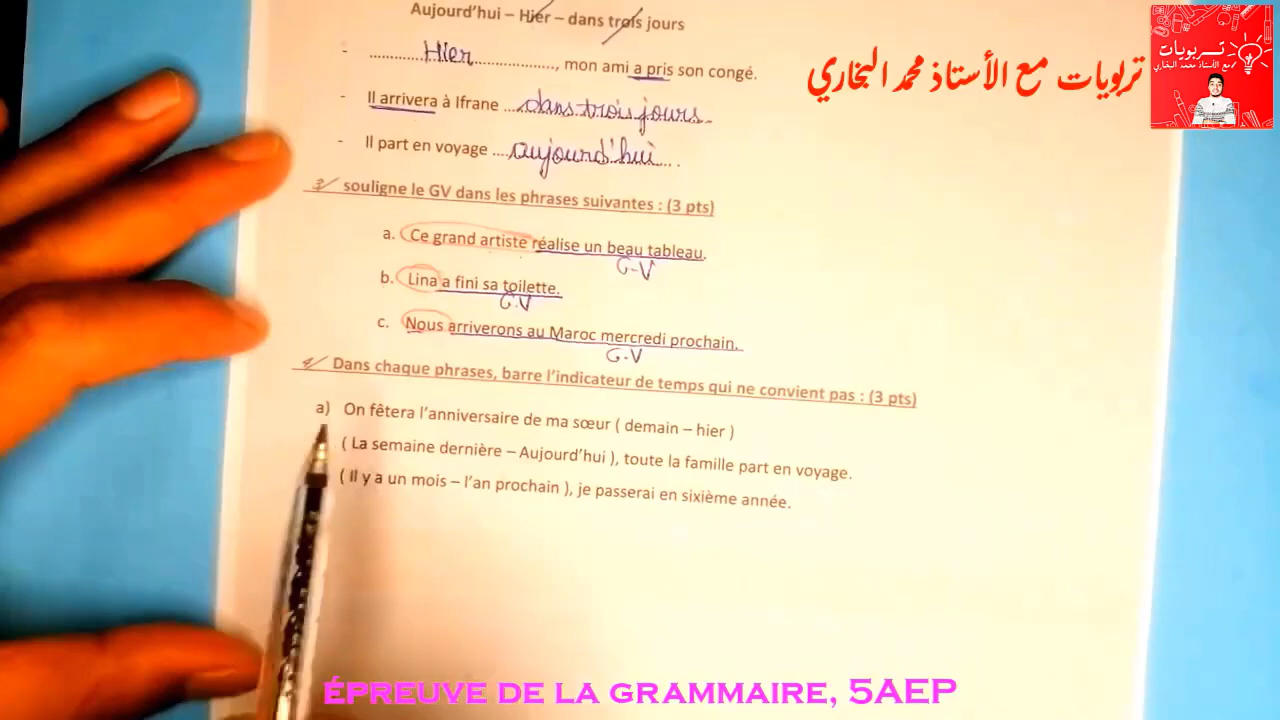 Aujourd'hui – Hier – dans trois jours
- ......Hier......, mon ami a pris son congé.
- Il arrivera à Ifrane ....dans trois jours.
- Il part en voyage ....aujourd'hui.... .
3/ souligne le GV dans les phrases suivantes : (3 pts)
a. Ce grand artiste réalise un beau tableau.
G-V
b. Lina a fini sa toilette.
G.V
c. Nous arriverons au Maroc mercredi prochain.
G.V
4/ Dans chaque phrases, barre l'indicateur de temps qui ne convient pas : (3 pts)
a) On fêtera l'anniversaire de ma sœur ( demain – hier )
( La semaine dernière – Aujourd'hui ), toute la famille part en voyage.
( Il y a un mois – l'an prochain ), je passerai en sixième année.
تربويات مع الأستاذ محمد البخاري
تـربويات
مع الأستاذ محمد البخاري
ÉPREUVE DE LA GRAMMAIRE, 5AEP